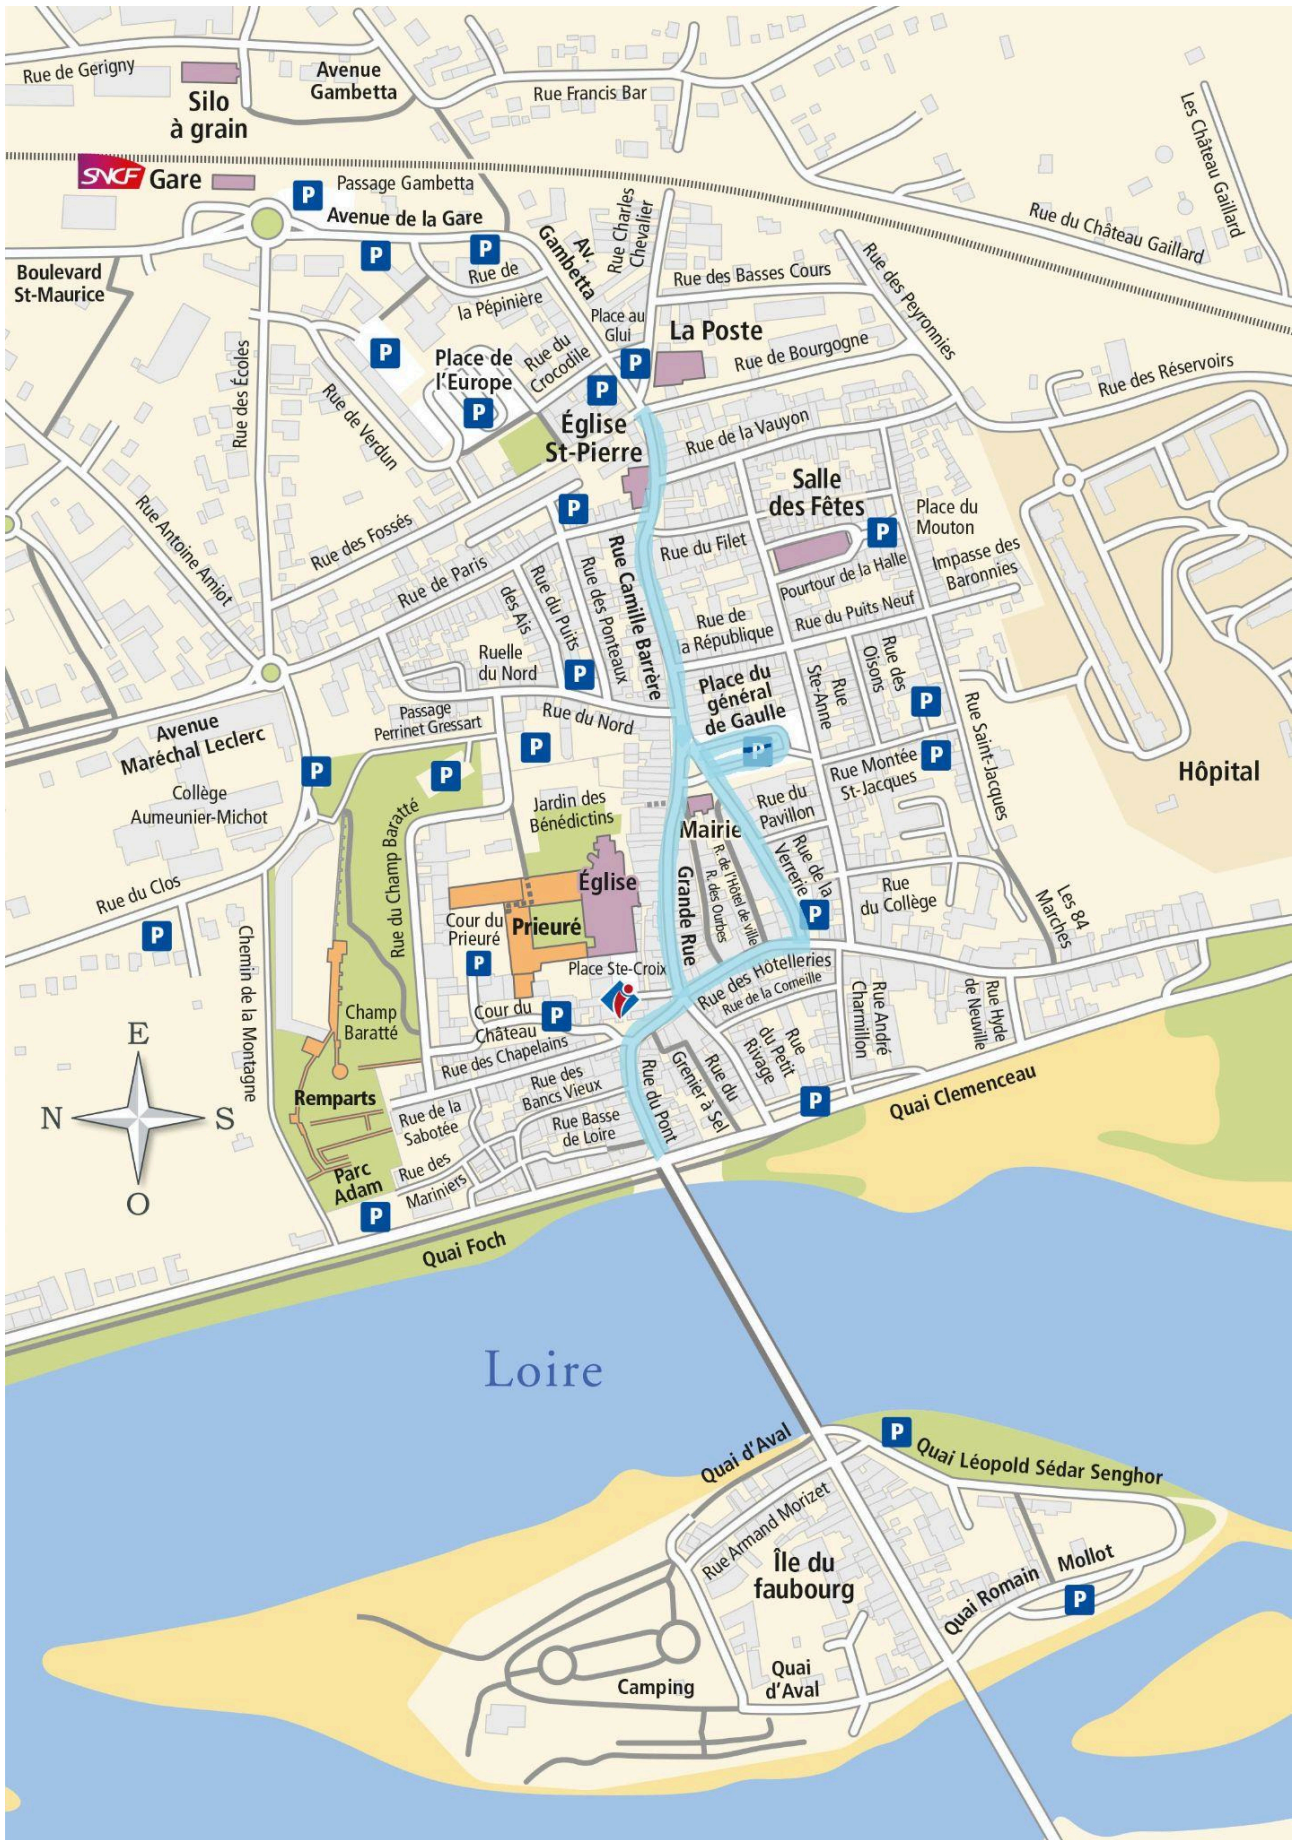 Rue de Gerigny
Silo
à grain
Avenue
Gambetta
Rue Francis Bar
Les Château Gaillard
SNCF
Gare
P
Passage Gambetta
Avenue de la Gare
P
P
Av.
Gambetta
Rue Charles
Chevalier
Rue du Château Gaillard
Boulevard
St-Maurice
Rue de
la Pépinière
Rue des Basses Cours
Rue des Peyronnies
Place au
Glui
La Poste
Rue de Bourgogne
P
P
P
Place de
l'Europe
P
Rue du
Crocodile
Rue des Écoles
Rue de Verdun
Rue des Réservoirs
Église
St-Pierre
Rue de la Vauyon
Salle
des Fêtes
P
Place du
Mouton
P
Rue Antoine Amiot
Rue des Fossés
Rue de Paris
Rue du Filet
Pourtour de la Halle
Impasse des
Baronnies
Rue Camille Barrère
Rue des Ponteaux
Rue du Puits
des Ais
Rue du Puits Neuf
Rue de
la République
Ruelle
du Nord
P
Rue
Ste-Anne
Rue des
Oisons
P
Place du
général
de Gaulle
P
Rue Saint-Jacques
Passage
Perrinet Gressart
Rue du Nord
P
Avenue
Maréchal Leclerc
P
P
Rue Montée
St-Jacques
P
Hôpital
Collège
Aumeunier-Michot
Jardin des
Bénédictins
Mairie
Rue du
Pavillon
Rue de la
Verrerie
R. de l'Hôtel de ville
R. des Ourbes
Grande Rue
Rue du Champ Baratté
Église
Rue
du Collège
Les 84
Marches
Rue du Clos
P
Cour du
Prieuré
P
Prieuré
P
Chemin de la Montagne
Place Ste-Croix
Rue des Hôtelleries
Rue de la Corneille
Rue André
Charmillon
Rue Hyde
de Neuville
Champ
Baratté
Cour du
Château
P
Rue des Chapelains
Rue du Pont
Grenier à Sel
Rue du
Rue
du Petit
Rivage
P
Quai Clemenceau
E
N
S
O
Remparts
Rue des
Bancs Vieux
Rue de la
Sabotée
Rue Basse
de Loire
Parc
Adam
Rue des
Mariniers
P
Quai Foch
Loire
Quai d'Aval
P
Quai Léopold Sédar Senghor
Rue Armand Morizet
Île du
faubourg
Quai Romain
Mollot
P
Camping
Quai
d'Aval